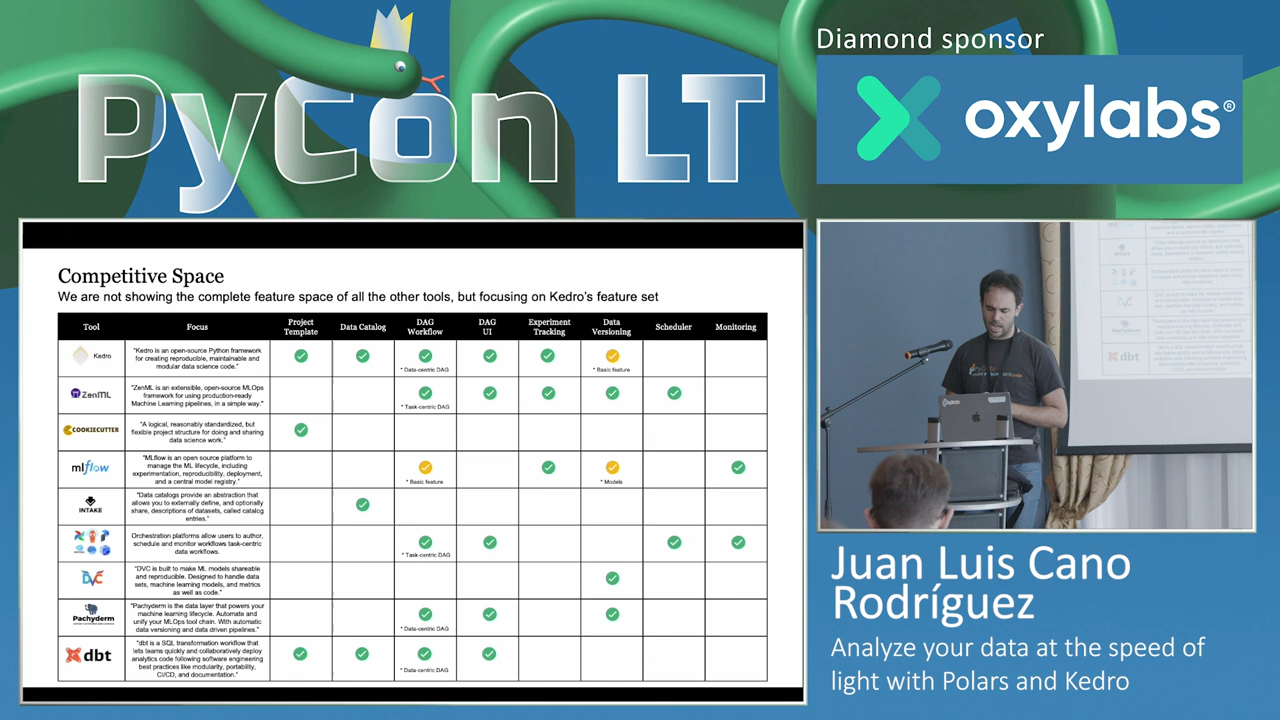 PyCon LT
Diamond sponsor
oxylabs®
Competitive Space
We are not showing the complete feature space of all the other tools, but focusing on Kedro's feature set
Tool Focus Project Template Data Catalog DAG Workflow DAG UI Experiment Tracking Data Versioning Scheduler Monitoring
Kedro
"Kedro is an open-source Python framework
for creating reproducible, maintainable and
modular data science code."
* Data-centric DAG
* Basic feature
ZenML
"ZenML is an extensible, open-source MLOps
framework for using production-ready
Machine Learning pipelines, in a simple way."
* Task-centric DAG
COOKIECUTTER
"A logical, reasonably standardized, but
flexible project structure for doing and sharing
data science work."
mlflow
"MLflow is an open source platform to
manage the ML lifecycle, including
experimentation, reproducibility, deployment,
and a central model registry."
* Basic feature
* Models
INTAKE
"Data catalogs provide an abstraction that
allows you to externally define, and optionally
share, descriptions of datasets, called catalog
entries."
Orchestration platforms allow users to author,
schedule and monitor workflows task-centric
data workflows.
* Task-centric DAG
DVC
"DVC is built to make ML models shareable
and reproducible. Designed to handle data
sets, machine learning models, and metrics
as well as code."
Pachyderm
"Pachyderm is the data layer that powers your
machine learning lifecycle. Automate and
unify your MLOps tool chain. With automatic
data versioning and data driven pipelines."
* Data-centric DAG
dbt
"dbt is a SQL transformation workflow that
lets teams quickly and collaboratively deploy
analytics code following software engineering
best practices like modularity, portability,
CI/CD, and documentation."
* Data-centric DAG
INTAKE
Pachyderm
dbt
Juan Luis Cano
Rodríguez
Analyze your data at the speed of
light with Polars and Kedro